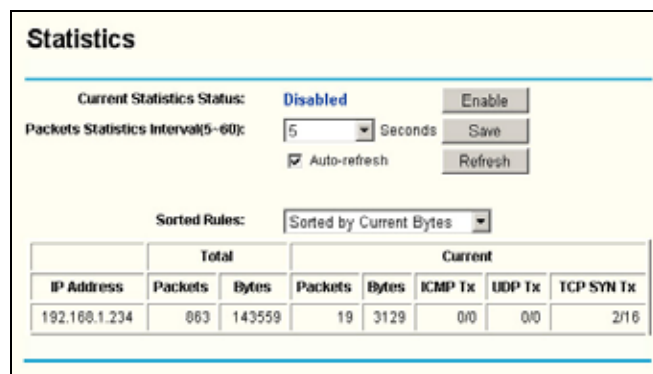 Statistics
Current Statistics Status: Disabled Enable
Packets Statistics Interval(5~60): 5 Seconds Save
Auto-refresh Refresh
Sorted Rules: Sorted by Current Bytes
Total Current
IP Address Packets Bytes Packets Bytes ICMP Tx UDP Tx TCP SYN Tx
192.168.1.234 863 143559 19 3129 0/0 0/0 2/16